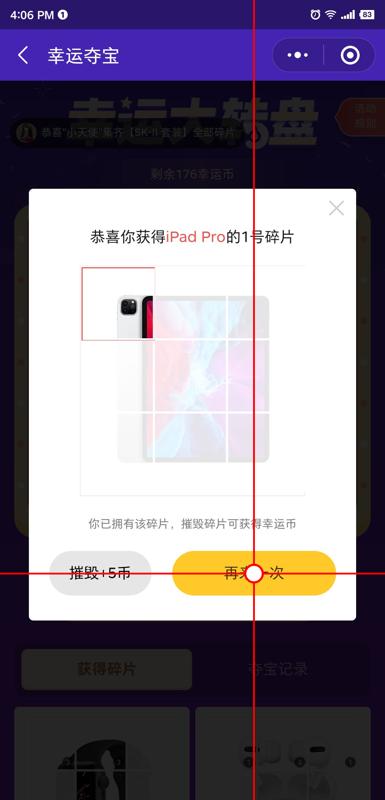 4:06 PM
83
幸运夺宝
幸运大转盘
活动
规则
恭喜"小天使"集齐【SK-II 套装】全部碎片
剩余176幸运币
恭喜你获得iPad Pro的1号碎片
你已拥有该碎片，摧毁碎片可获得幸运币
摧毁+5币
再来一次
获得碎片
夺宝记录